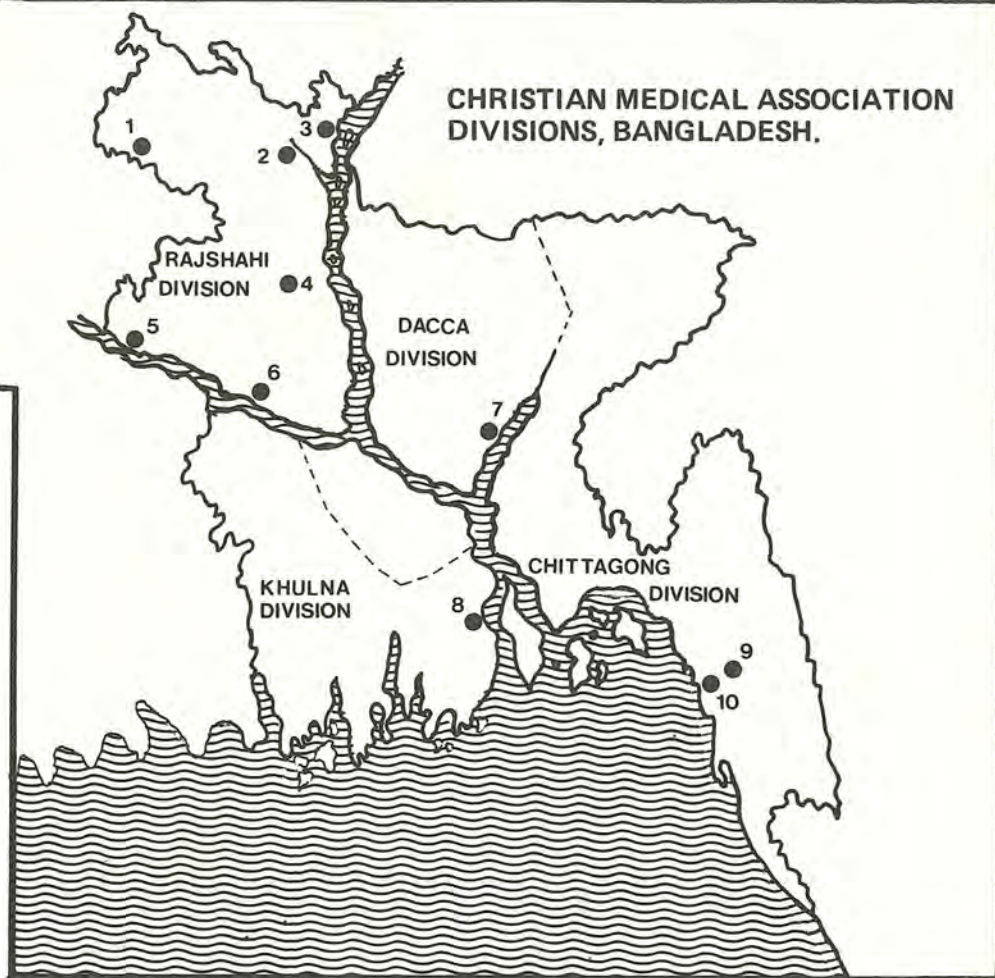 CHRISTIAN MEDICAL ASSOCIATION
DIVISIONS, BANGLADESH.
1
2
3
RAJSHAHI
DIVISION
4
5
6
DACCA
DIVISION
7
KHULNA
DIVISION
8
CHITTAGONG
DIVISION
9
10